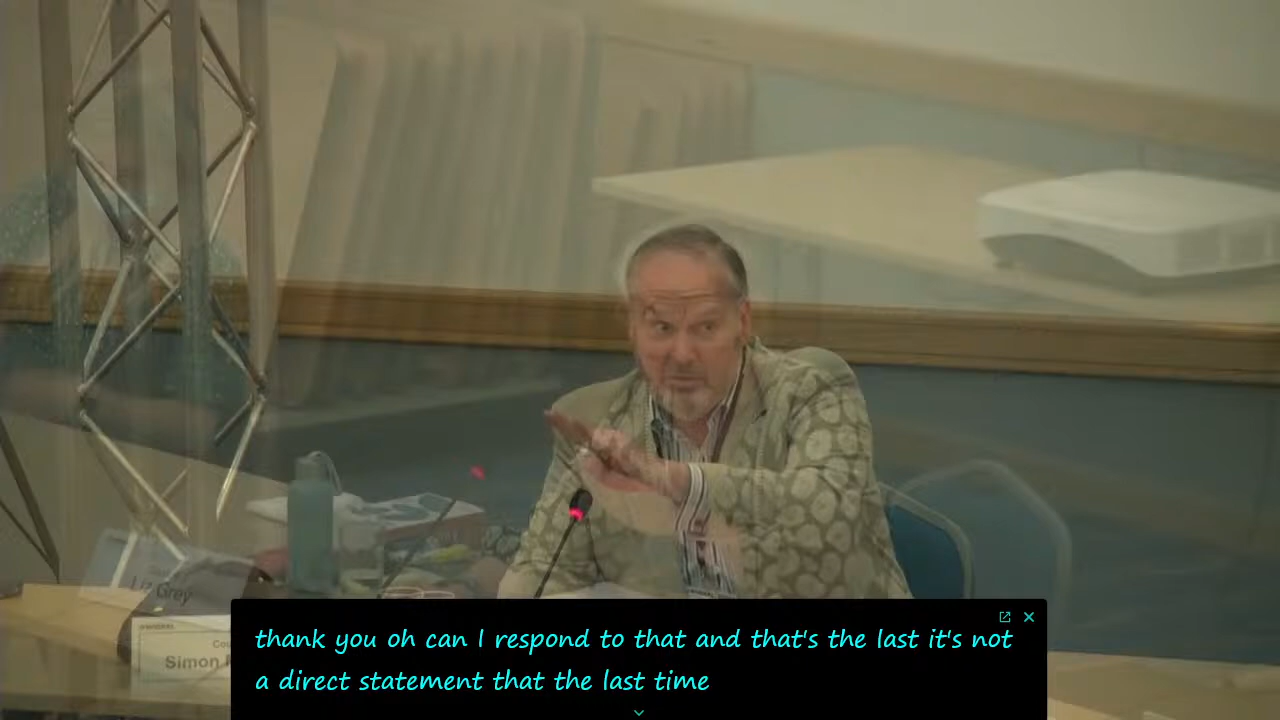 Liz Grey
Simon
thank you oh can I respond to that and that's the last it's not
a direct statement that the last time